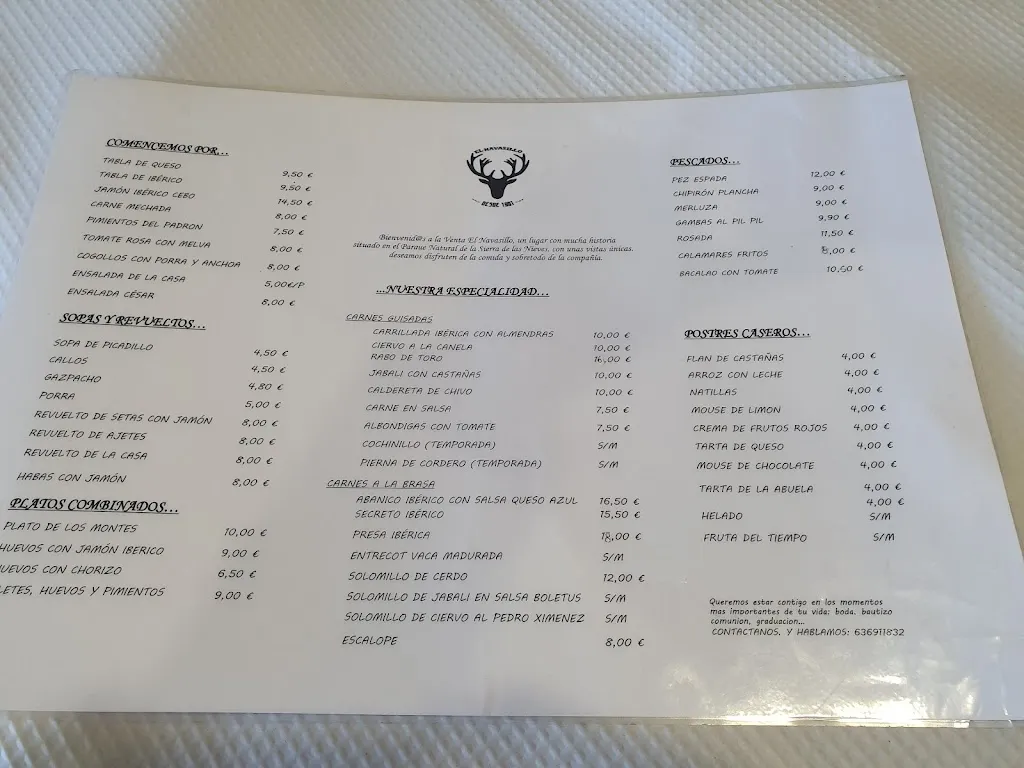 COMENCEMOS POR...
TABLA DE QUESO 9,50 €
TABLA DE IBÉRICO 9,50 €
JAMÓN IBÉRICO CEBO 14,50 €
CARNE MECHADA 8,00 €
PIMIENTOS DEL PADRON 7,50 €
TOMATE ROSA CON MELVA 8,00 €
COGOLLOS CON PORRA Y ANCHOA 8,00 €
ENSALADA DE LA CASA 5,00€/P
ENSALADA CÉSAR 8,00 €
SOPAS Y REVUELTOS...
SOPA DE PICADILLO 4,50 €
CALLOS 4,50 €
GAZPACHO 4,80 €
PORRA 5,00 €
REVUELTO DE SETAS CON JAMÓN 8,00 €
REVUELTO DE AJETES 8,00 €
REVUELTO DE LA CASA 8,00 €
HABAS CON JAMÓN 8,00 €
PLATOS COMBINADOS...
PLATO DE LOS MONTES 10,00 €
HUEVOS CON JAMÓN IBERICO 9,00 €
UEVOS CON CHORIZO 6,50 €
LETES, HUEVOS Y PIMIENTOS 9,00 €
EL NAVASILLO
DESDE 1987
Bienvenid@s a la Venta El Navasillo, un lugar con mucha historia
situado en el Parque Natural de la Sierra de las Nieves, con unas vistas únicas,
deseamos disfruten de la comida y sobretodo de la compañía.
...NUESTRA ESPECIALIDAD...
CARNES GUISADAS
CARRILLADA IBÉRICA CON ALMENDRAS 10,00 €
CIERVO A LA CANELA 10,00 €
RABO DE TORO 16,00 €
JABALI CON CASTAÑAS 10,00 €
CALDERETA DE CHIVO 10,00 €
CARNE EN SALSA 7,50 €
ALBONDIGAS CON TOMATE 7,50 €
COCHINILLO (TEMPORADA) S/M
PIERNA DE CORDERO (TEMPORADA) S/M
CARNES A LA BRASA
ABANICO IBÉRICO CON SALSA QUESO AZUL 16,50 €
SECRETO IBÉRICO 15,50 €
PRESA IBÉRICA 18,00 €
ENTRECOT VACA MADURADA S/M
SOLOMILLO DE CERDO 12,00 €
SOLOMILLO DE JABALI EN SALSA BOLETUS S/M
SOLOMILLO DE CIERVO AL PEDRO XIMENEZ S/M
ESCALOPE 8,00 €
PESCADOS...
PEZ ESPADA 12,00 €
CHIPIRÓN PLANCHA 9,00 €
MERLUZA 9,00 €
GAMBAS AL PIL PIL 9,90 €
ROSADA 11,50 €
CALAMARES FRITOS 8,00 €
BACALAO CON TOMATE 10,50 €
POSTRES CASEROS...
FLAN DE CASTAÑAS 4,00 €
ARROZ CON LECHE 4,00 €
NATILLAS 4,00 €
MOUSE DE LIMON 4,00 €
CREMA DE FRUTOS ROJOS 4,00 €
TARTA DE QUESO 4,00 €
MOUSE DE CHOCOLATE 4,00 €
TARTA DE LA ABUELA 4,00 €
4,00 €
HELADO S/M
FRUTA DEL TIEMPO S/M
Queremos estar contigo en los momentos
mas importantes de tu vida; boda, bautizo
comunion, graduacion...
CONTACTANOS, Y HABLAMOS: 636911832